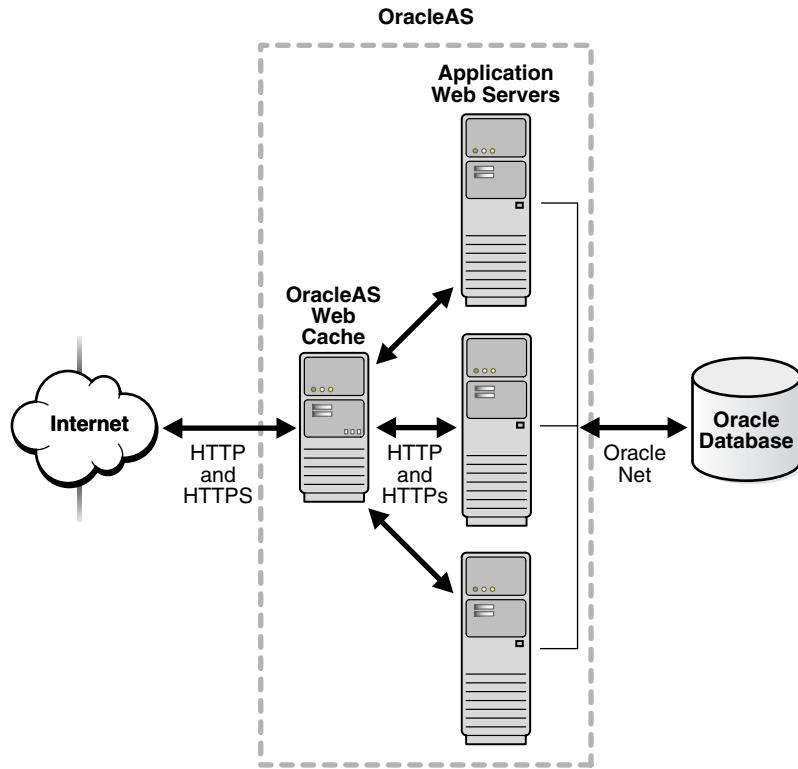 OracleAS
Application
Web Servers
OracleAS
Web
Cache
Internet
HTTP
and
HTTPS
HTTP
and
HTTPs
Oracle
Net
Oracle
Database